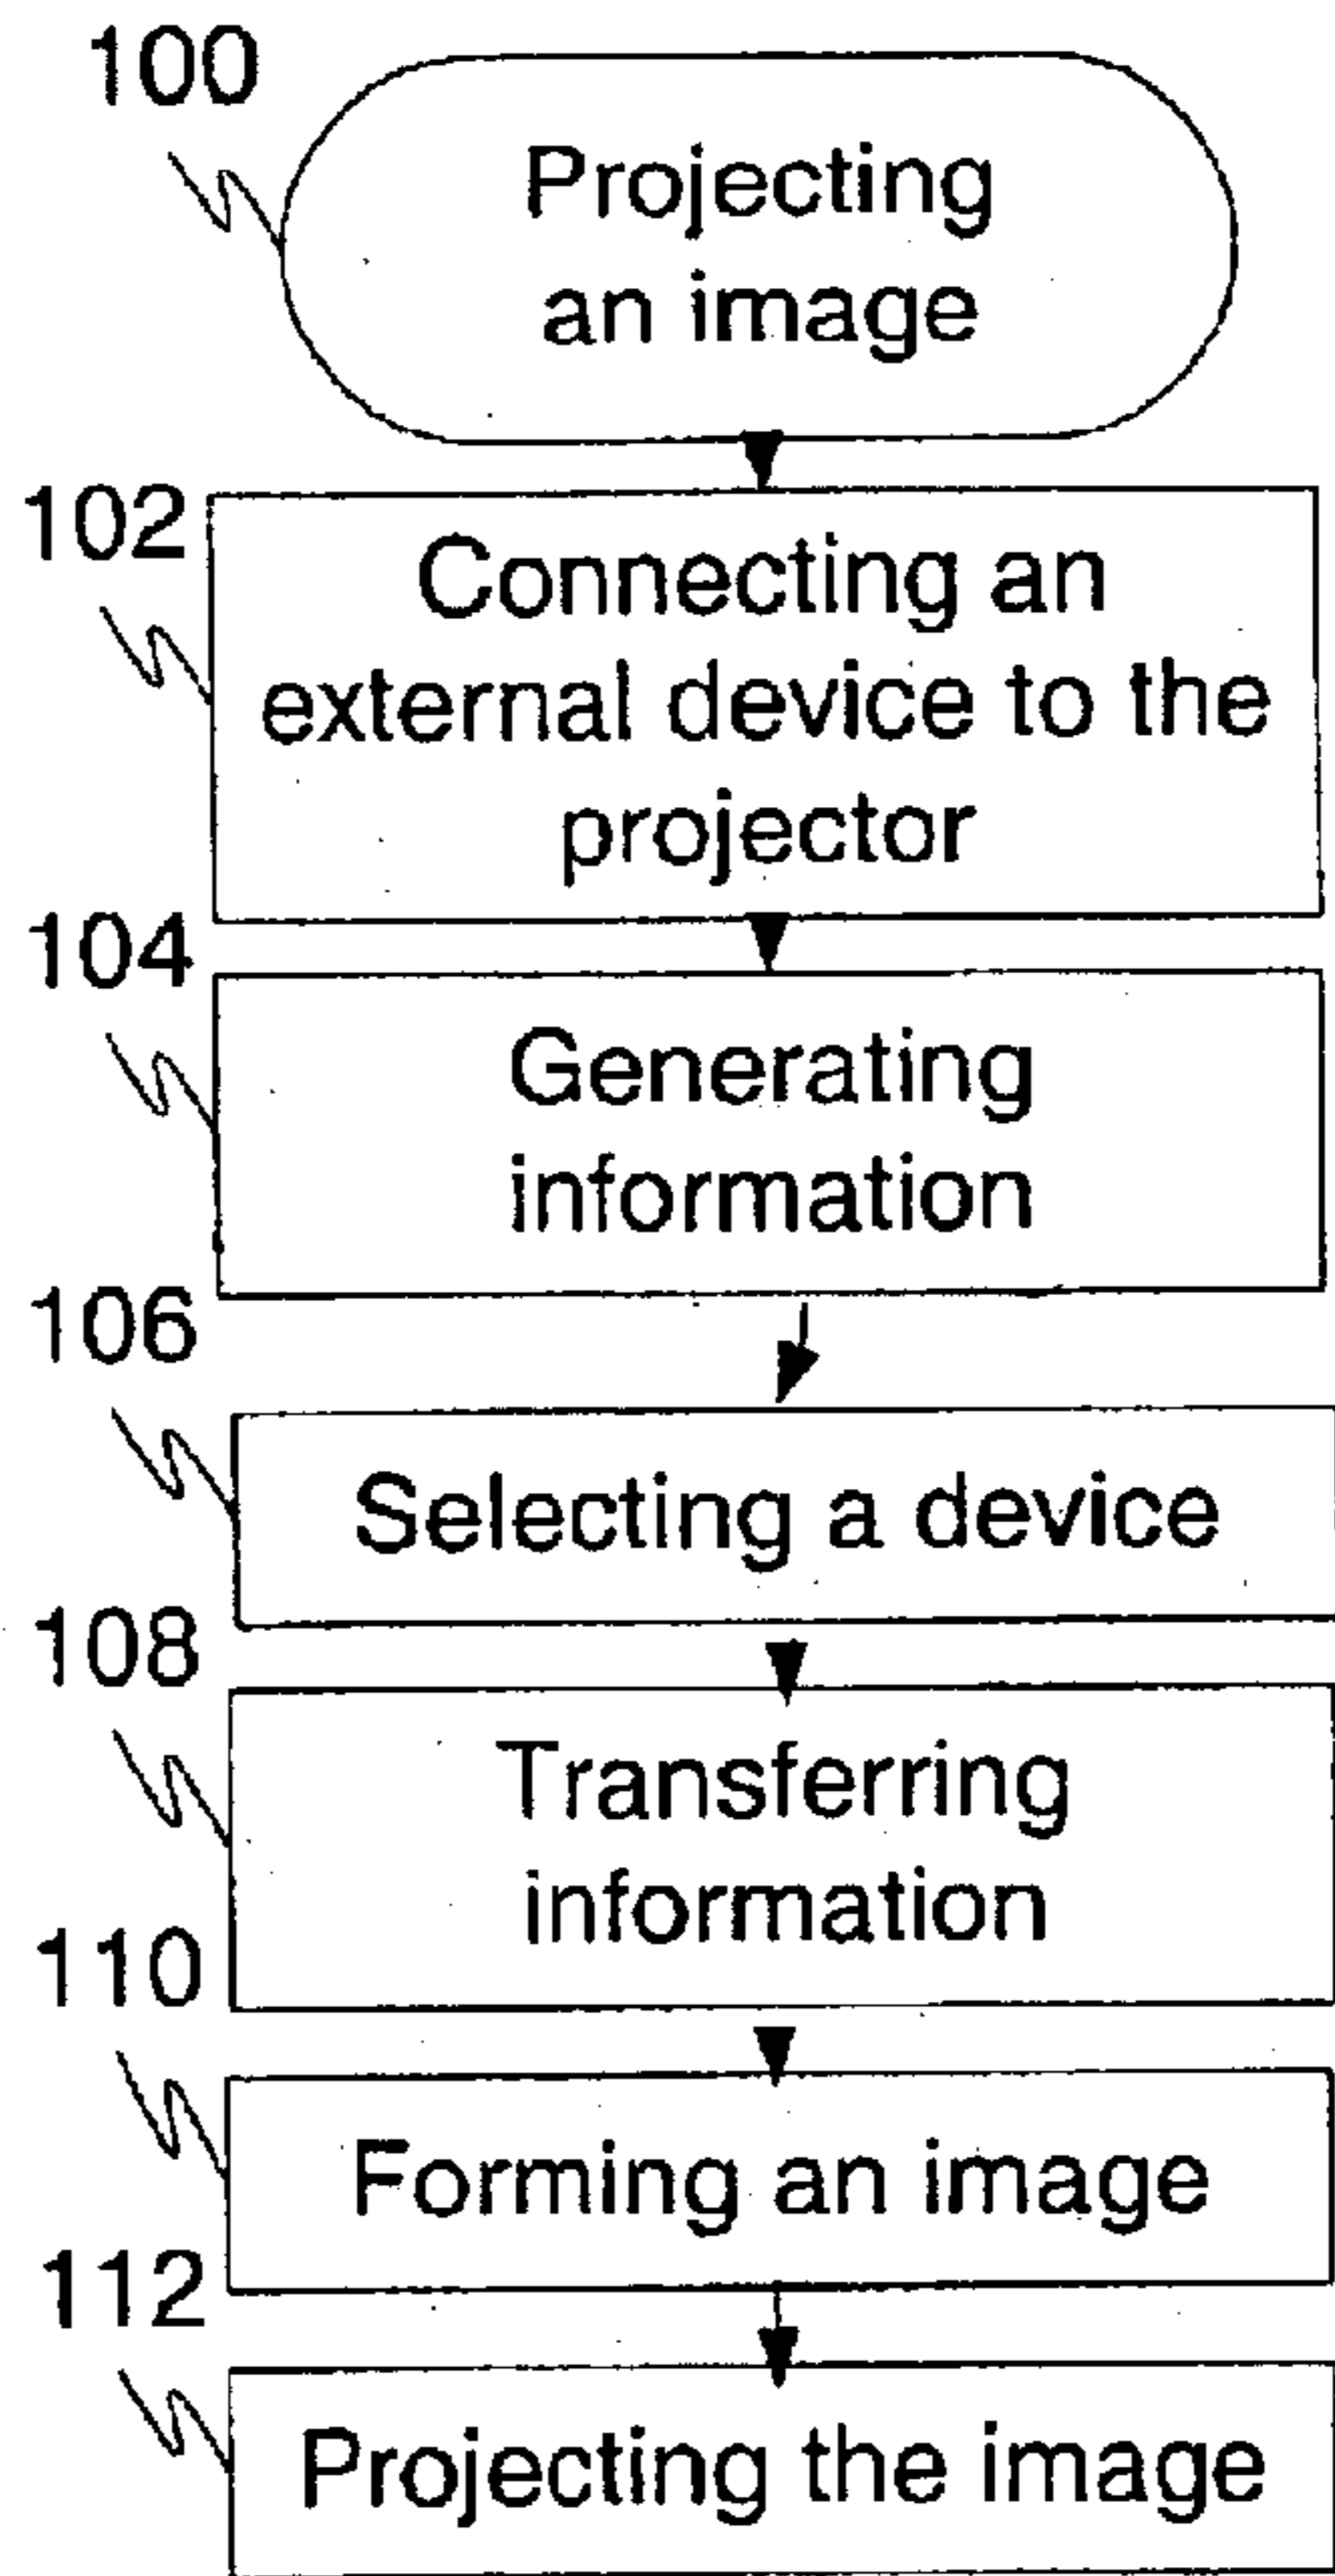 100
Projecting
an image
102
Connecting an
external device to the
projector
104
Generating
information
106
Selecting a device
108
Transferring
information
110
Forming an image
112
Projecting the image